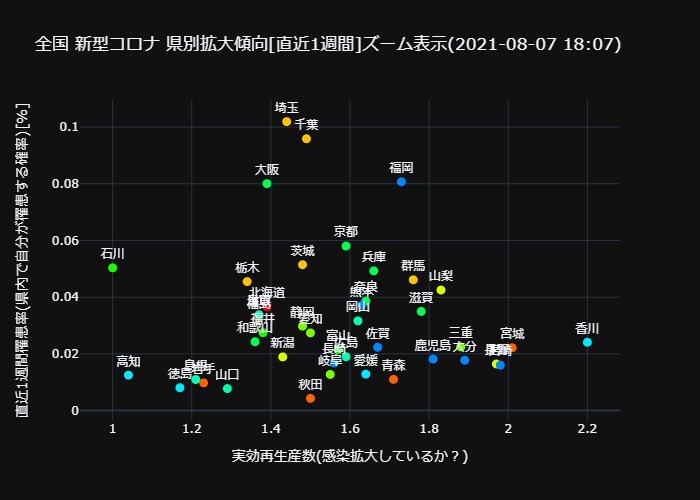 全国 新型コロナ 県別拡大傾向[直近1週間]ズーム表示(2021-08-07 18:07)
直近1週間罹患率(県内で自分が罹患する確率)[%]
0.1
0.08
0.06
0.04
0.02
0
埼玉
千葉
大阪
福岡
京都
石川
茨城
兵庫
栃木
群馬
山梨
北海道
奈良
熊本
岡山
滋賀
静岡
愛知
福井
和歌山
新潟
富山
広島
長崎
佐賀
三重
鹿児島
大分
宮城
香川
高知
徳島
島根
岩手
山口
岐阜
愛媛
青森
秋田
1
1.2
1.4
1.6
1.8
2
2.2
実効再生産数(感染拡大しているか？)